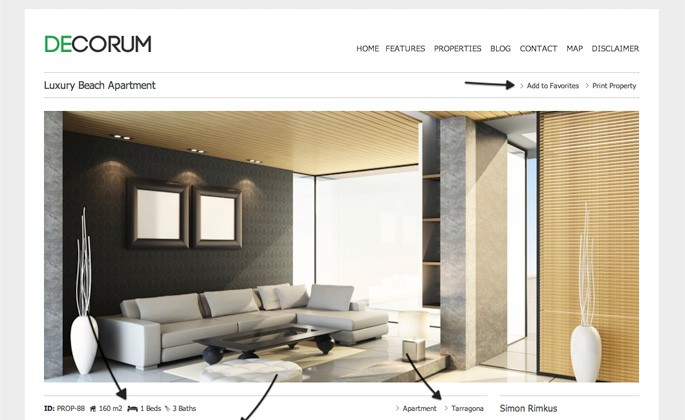 DECORUM
HOME FEATURES PROPERTIES BLOG CONTACT MAP DISCLAIMER
Luxury Beach Apartment
Add to Favorites Print Property
ID: PROP-88 160 m2 1 Beds 3 Baths
Apartment Tarragona
Simon Rimkus